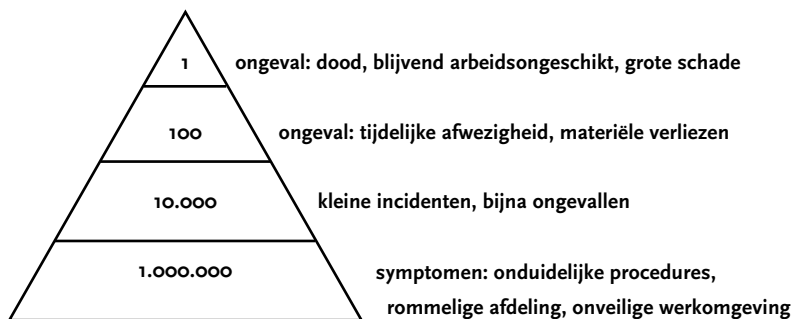 1 ongeval: dood, blijvend arbeidsongeschikt, grote schade
100 ongeval: tijdelijke afwezigheid, materiële verliezen
10.000 kleine incidenten, bijna ongevallen
1.000.000 symptomen: onduidelijke procedures,
rommelige afdeling, onveilige werkomgeving